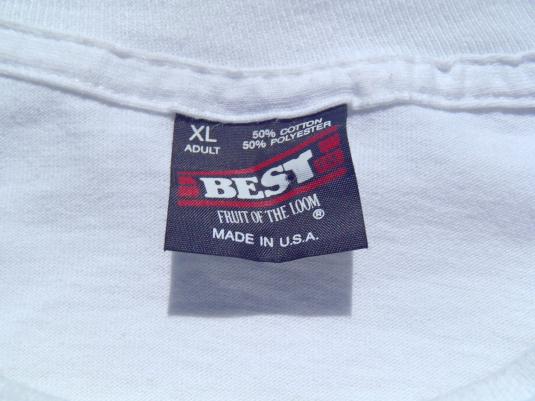 XL
ADULT
50% COTTON
50% POLYESTER
BEST
FRUIT OF THE LOOM
®
MADE IN U.S.A.